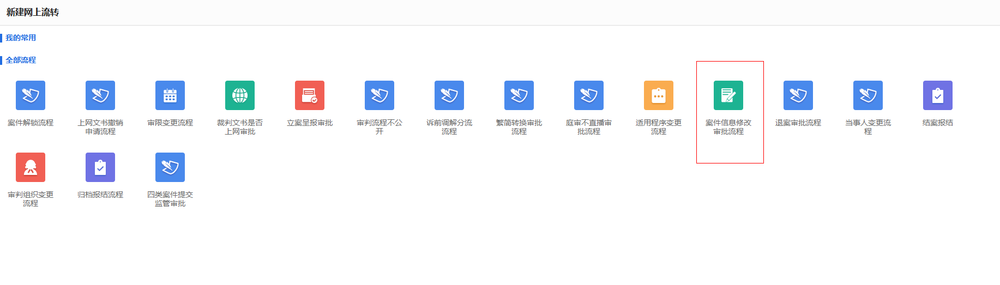 新建网上流转
我的常用
全部流程
案件解锁流程
上网文书撤销
申请流程
审限变更流程
裁判文书是否
上网审批
立案呈报审批
审判流程不公
开
诉前调解分流
流程
繁简转换审批
流程
庭审不直播审
批流程
适用程序变更
流程
案件信息修改
审批流程
退案审批流程
当事人变更流
程
结案报结
审判组织变更
流程
归档报结流程
四类案件提交
监管审批